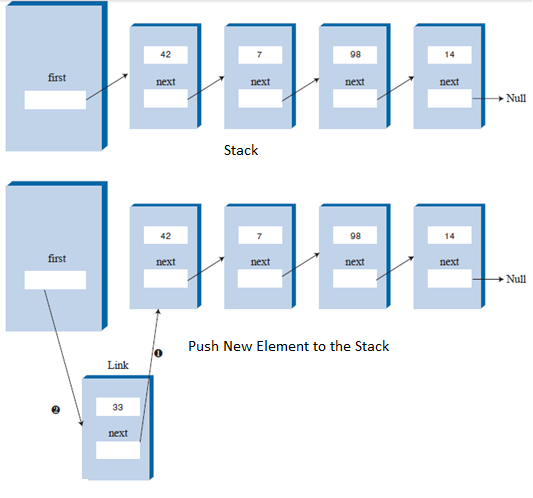 42 7 98 14
first next next next next
Null
Stack
42 7 98 14
first next next next next
Null
Push New Element to the Stack
❶
Link
❷
33
next